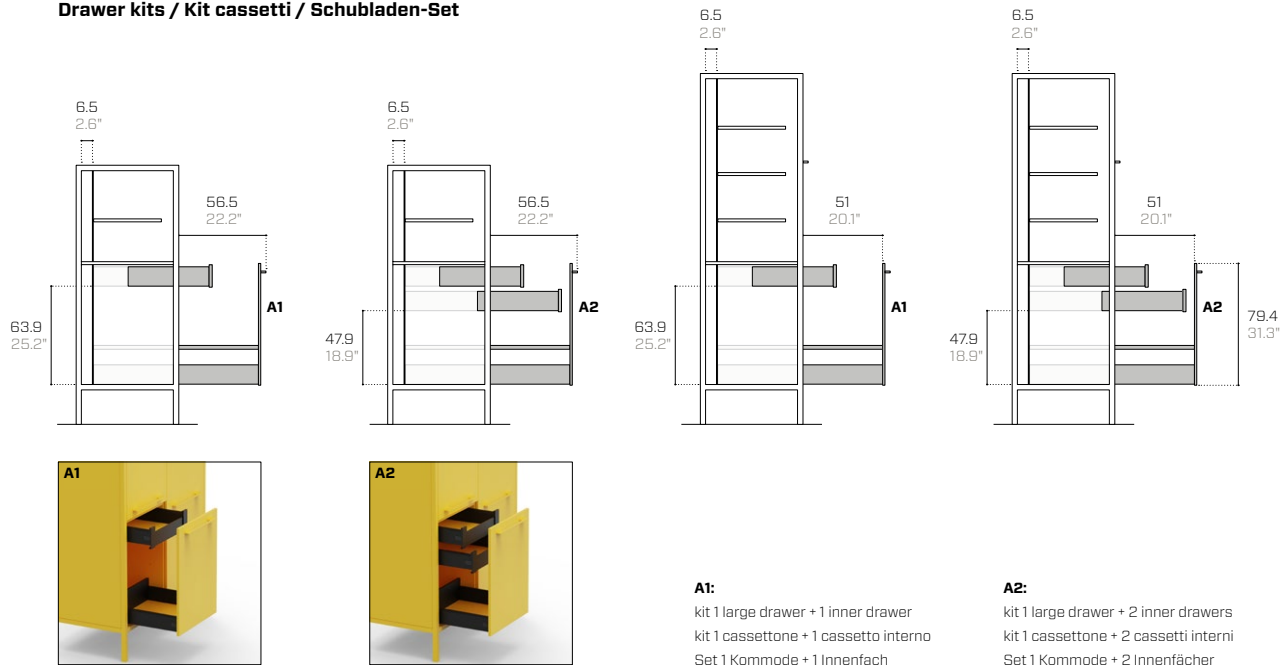 Drawer kits / Kit cassetti / Schubladen-Set
6.5
2.6"
56.5
22.2"
63.9
25.2"
A1
6.5
2.6"
56.5
22.2"
47.9
18.9"
A2
6.5
2.6"
51
20.1"
63.9
25.2"
A1
6.5
2.6"
51
20.1"
47.9
18.9"
A2
79.4
31.3"
A1
A2
A1:
kit 1 large drawer + 1 inner drawer
kit 1 cassettone + 1 cassetto interno
Set 1 Kommode + 1 Innenfach
A2:
kit 1 large drawer + 2 inner drawers
kit 1 cassettone + 2 cassetti interni
Set 1 Kommode + 2 Innenfächer